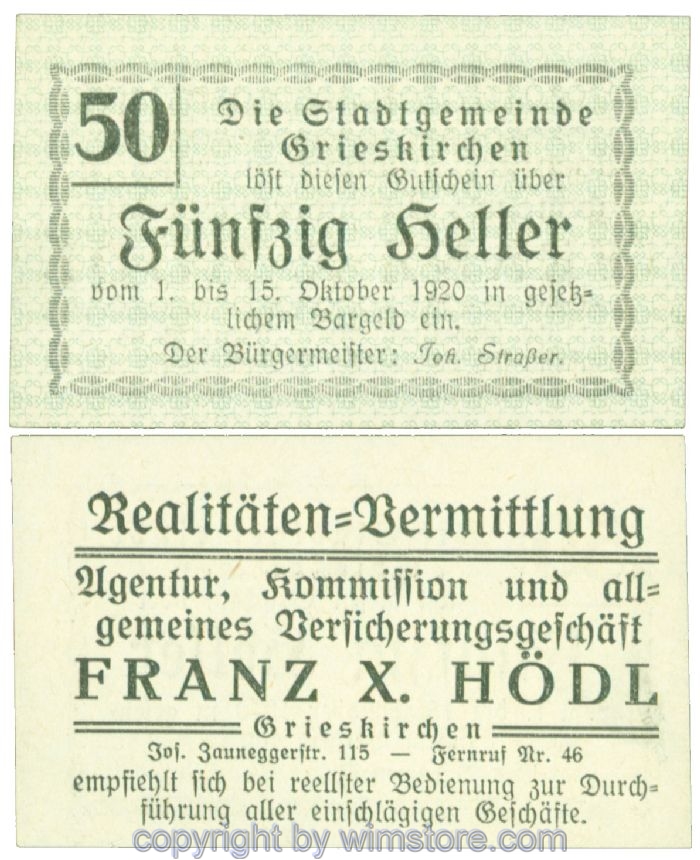 50
Die Stadtgemeinde
Grieskirchen
löst diesen Gutschein über
Fünfzig Heller
vom 1. bis 15. Oktober 1920 in gesetz=
lichem Bargeld ein.
Der Bürgermeister: Joh. Straßer.
Realitäten=Vermittlung
Agentur, Kommission und all=
gemeines Versicherungsgeschäft
FRANZ X. HÖDL
Grieskirchen
Jos. Zauneggerstr. 115 — Fernruf Nr. 46
empfiehlt sich bei reellster Bedienung zur Durch=
führung aller einschlägigen Geschäfte.
copyright by wimstore.com